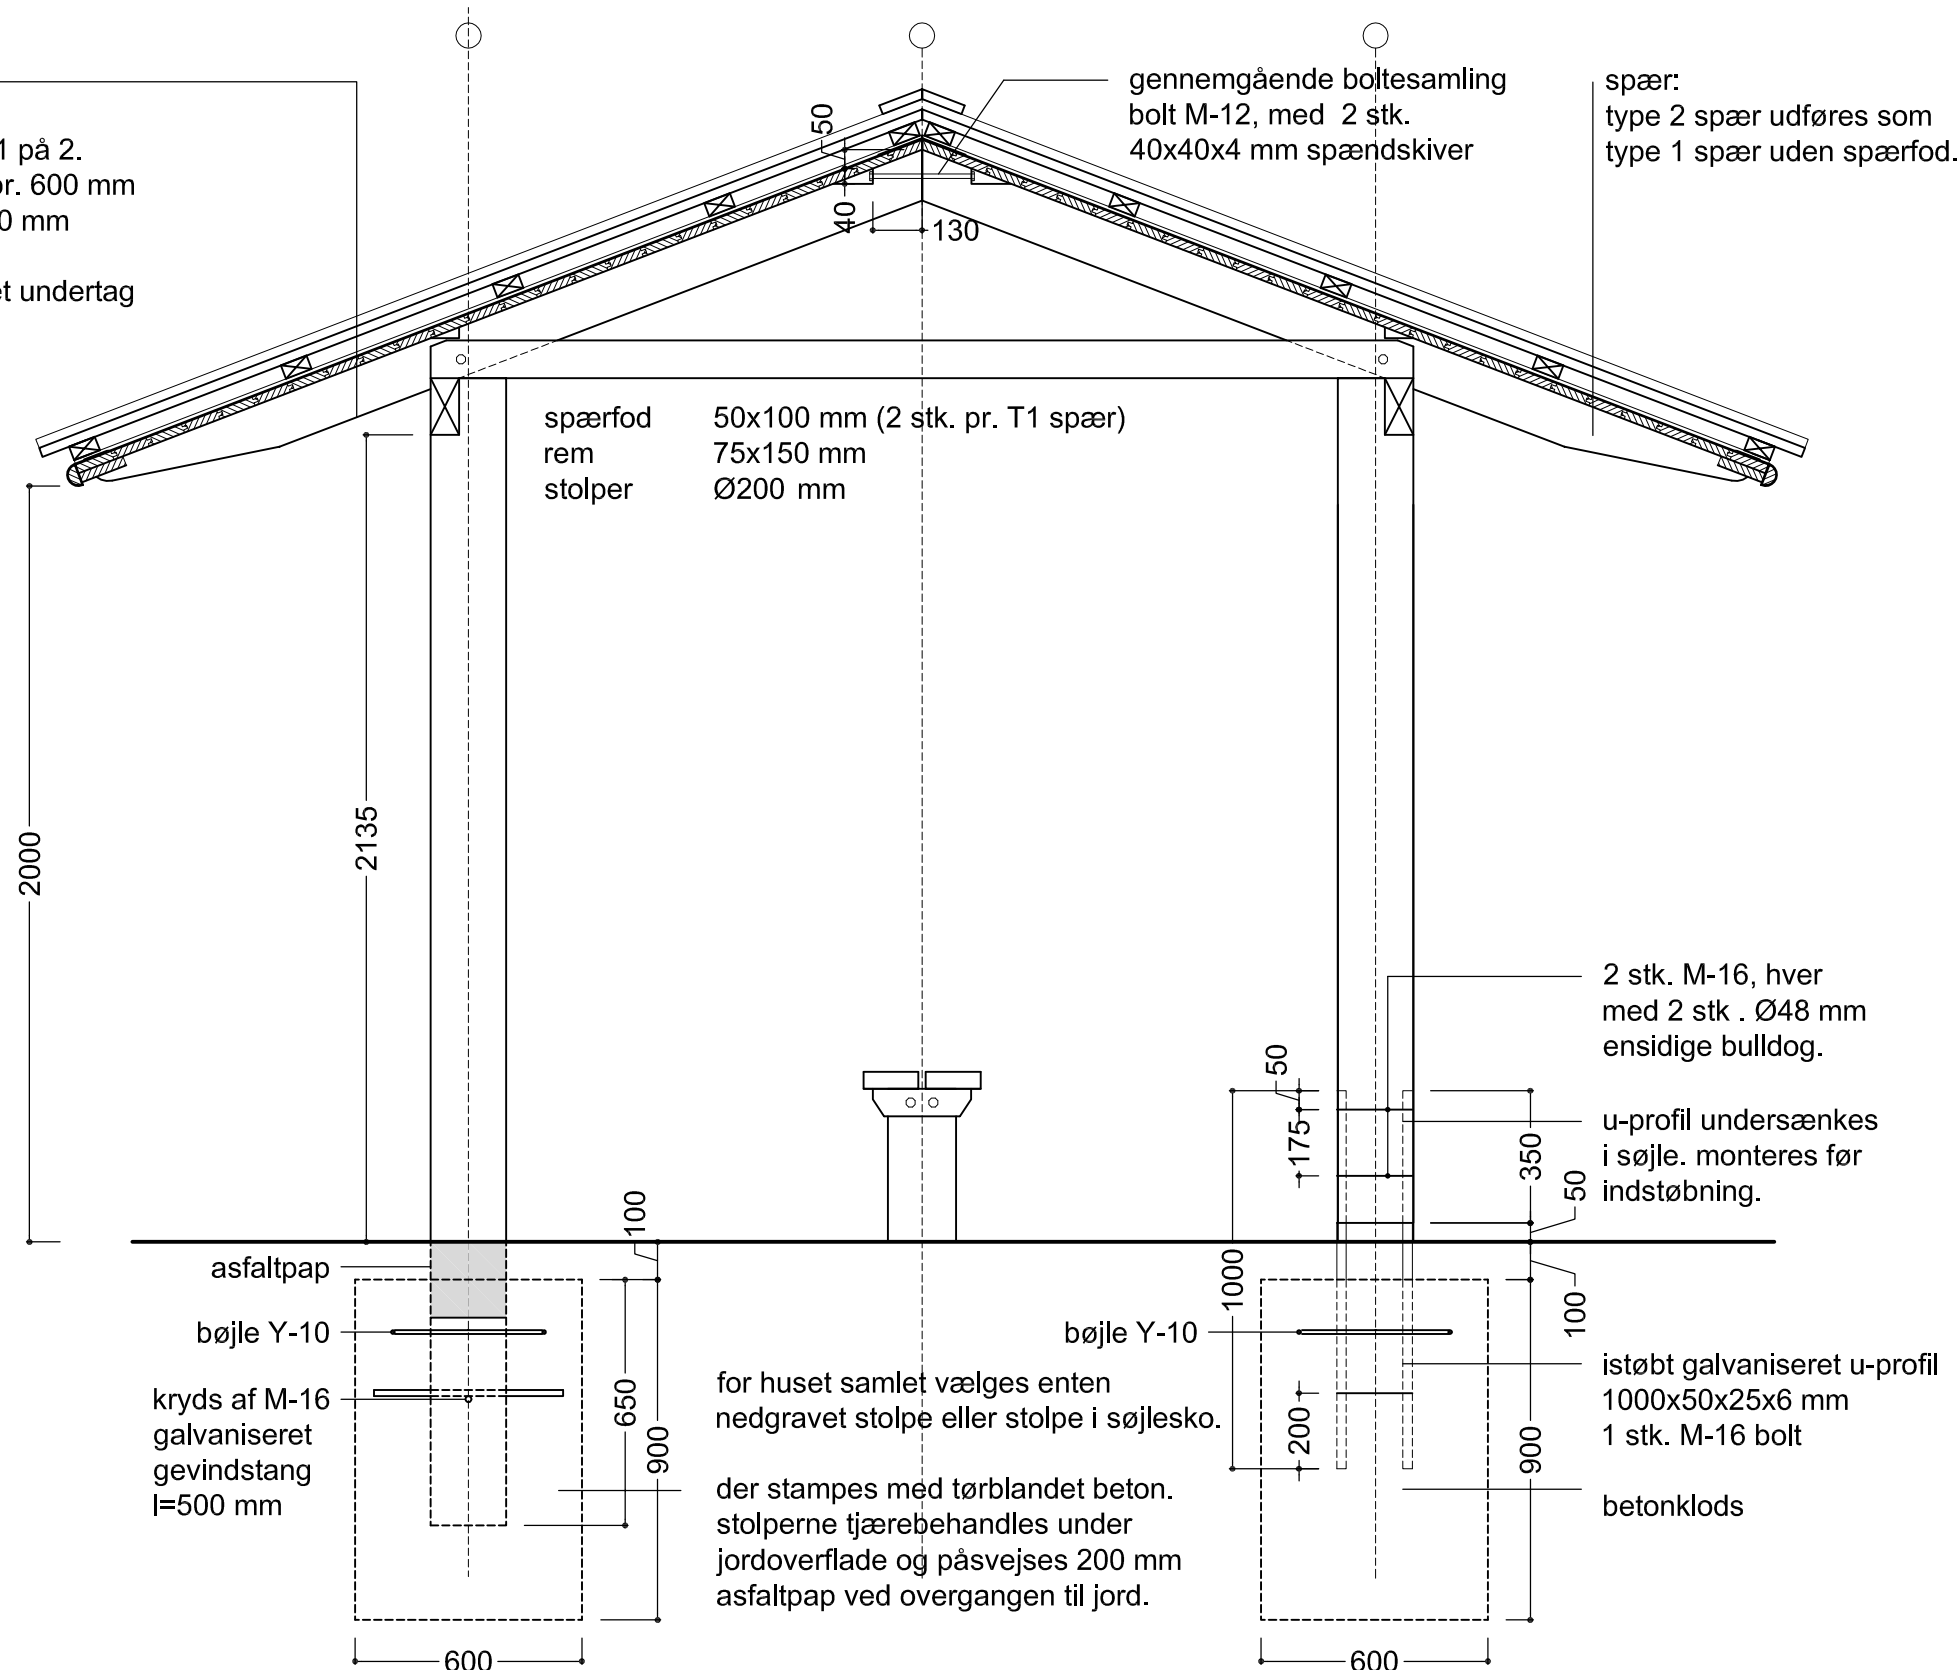 1 på 2.
pr. 600 mm
0 mm
et undertag
gennemgående boltesamling
bolt M-12, med 2 stk.
40x40x4 mm spændskiver
spær:
type 2 spær udføres som
type 1 spær uden spærfod.
50
40
130
spærfod 50x100 mm (2 stk. pr. T1 spær)
rem 75x150 mm
stolper Ø200 mm
2000
2135
2 stk. M-16, hver
med 2 stk . Ø48 mm
ensidige bulldog.
u-profil undersænkes
i søjle. monteres før
indstøbning.
50
175
350
50
100
1000
100
asfaltpap
bøjle Y-10
kryds af M-16
galvaniseret
gevindstang
l=500 mm
650
900
600
for huset samlet vælges enten
nedgravet stolpe eller stolpe i søjlesko.
der stampes med tørblandet beton.
stolperne tjærebehandles under
jordoverflade og påsvejses 200 mm
asfaltpap ved overgangen til jord.
bøjle Y-10
200
900
600
istøbt galvaniseret u-profil
1000x50x25x6 mm
1 stk. M-16 bolt
betonklods